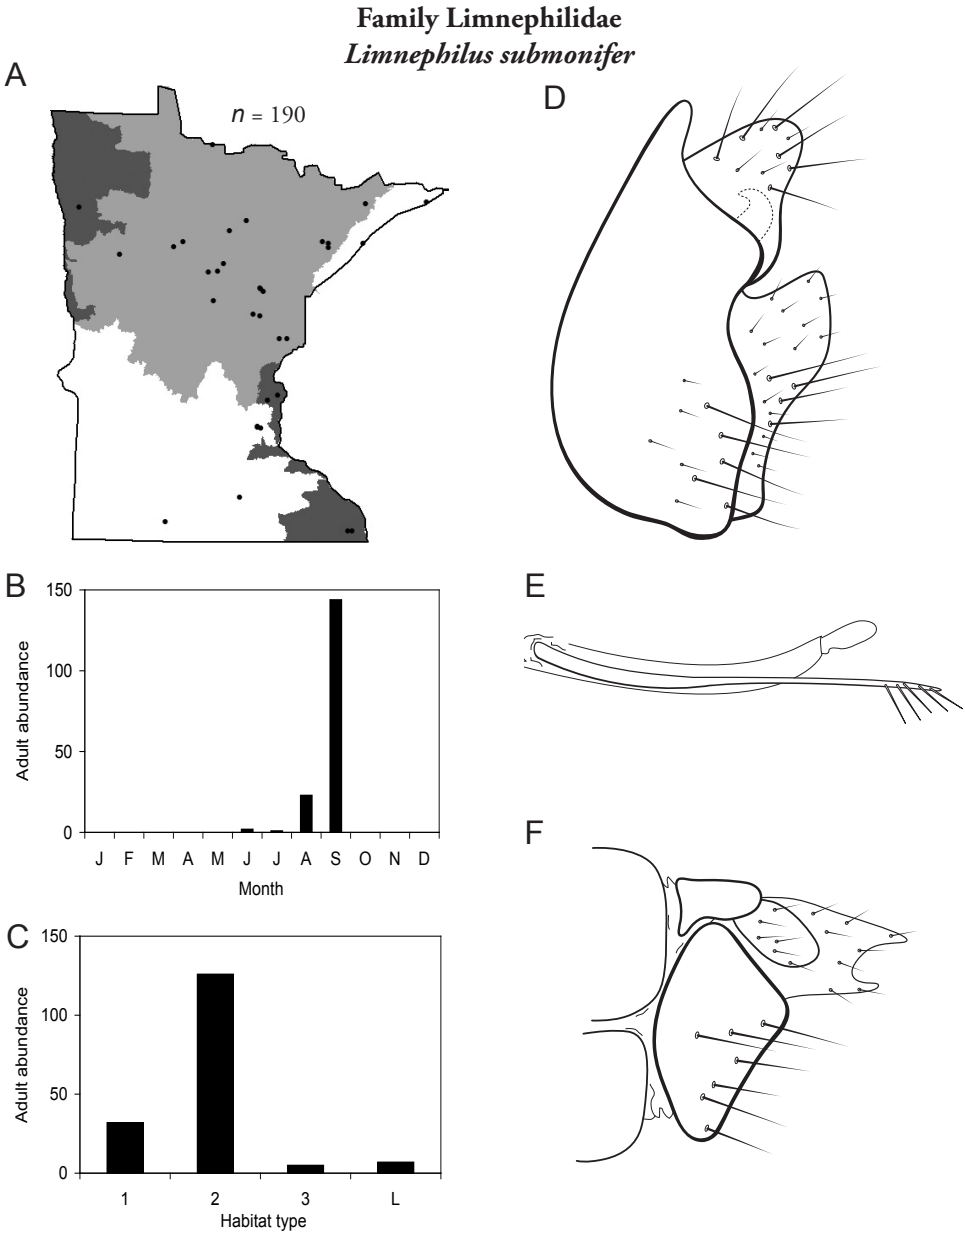 Family Limnephilidae
Limnephilus submonifer
A
n = 190
D
B
150
100
50
0
Adult abundance
J F M A M J J A S O N D
Month
E
C
150
100
50
0
Adult abundance
1 2 3 L
Habitat type
F